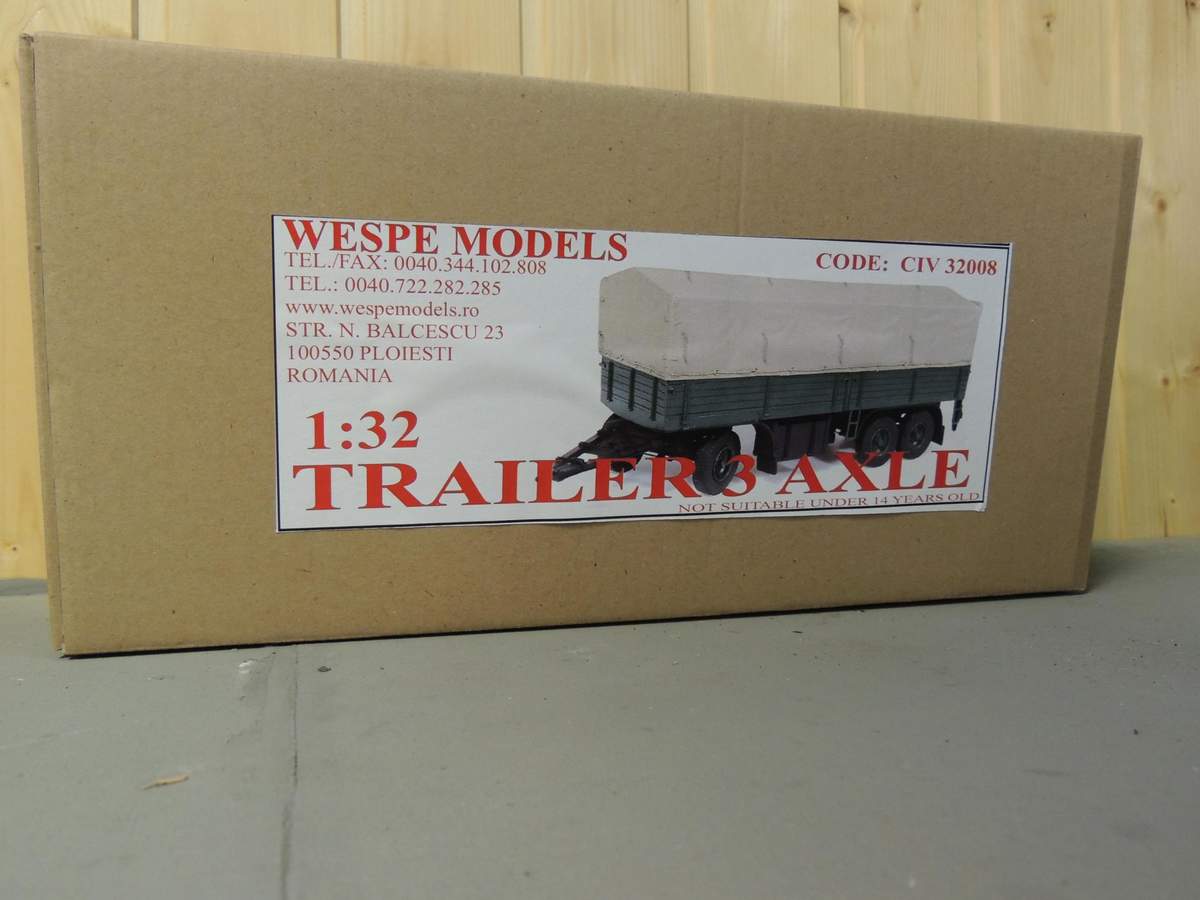 WESPE MODELS
TEL./FAX: 0040.344.102.808
TEL.: 0040.722.282.285
www.wespemodels.ro
STR. N. BALCESCU 23
100550 PLOIESTI
ROMANIA
CODE: CIV 32008
1:32
TRAILER 3 AXLE
NOT SUITABLE UNDER 14 YEARS OLD